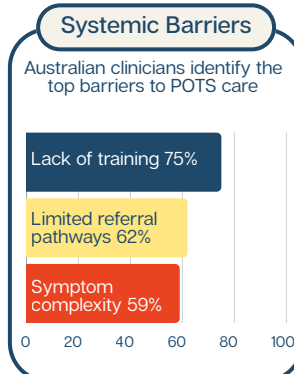 Systemic Barriers
Australian clinicians identify the
top barriers to POTS care
Lack of training 75%
Limited referral
pathways 62%
Symptom
complexity 59%
0 20 40 60 80 100